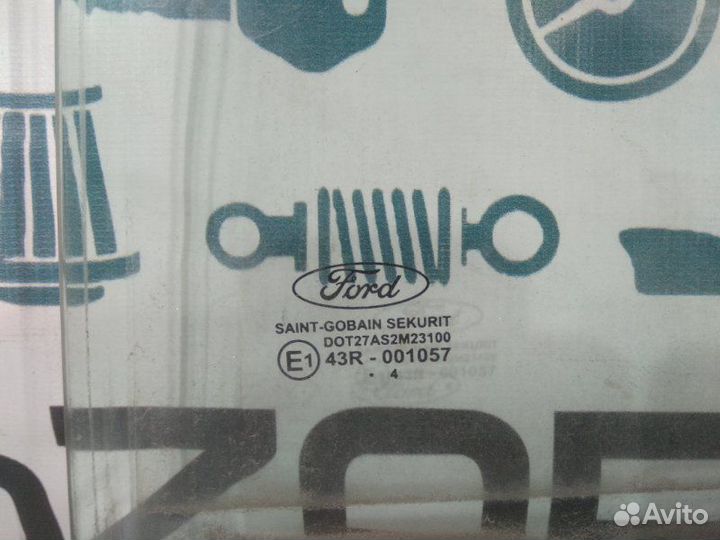 Ford
SAINT-GOBAIN SEKURIT
DOT27AS2M23100
E1 43R - 001057
. 4
Avito